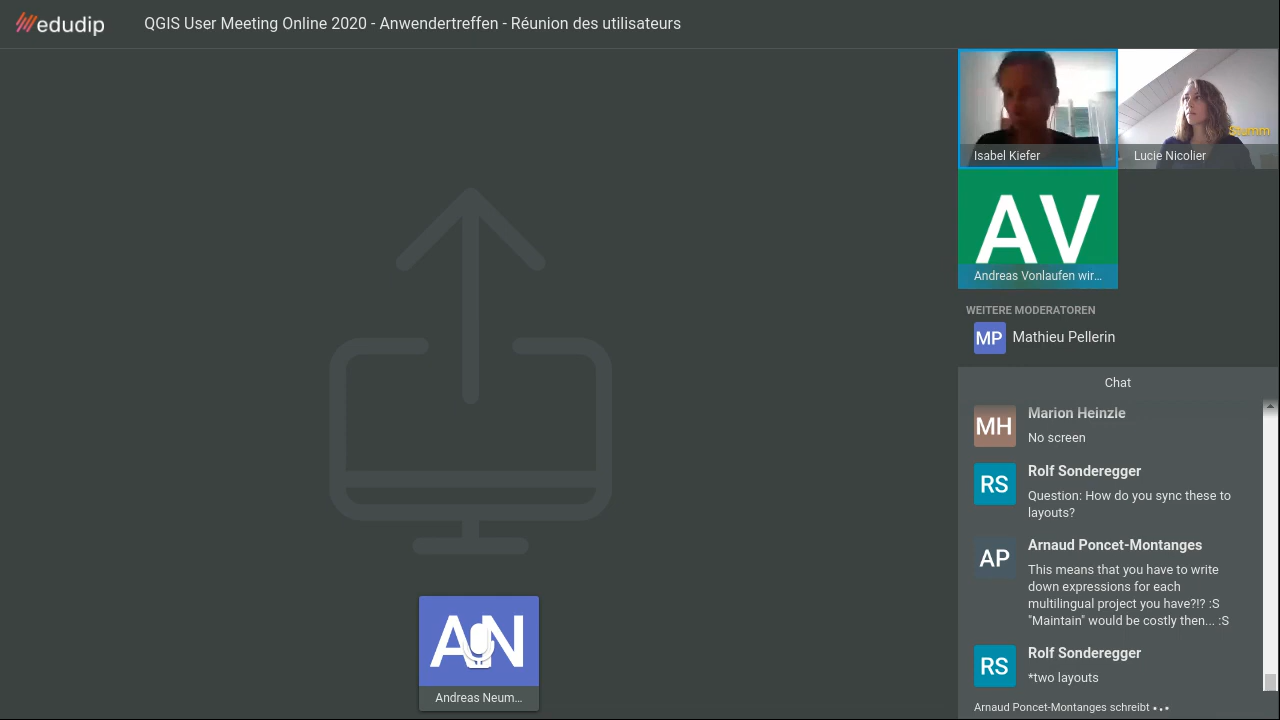 edudip
QGIS User Meeting Online 2020 - Anwendertreffen - Réunion des utilisateurs
Stumm
Isabel Kiefer
Lucie Nicolier
AV
Andreas Vonlaufen wir...
WEITERE MODERATOREN
MP
Mathieu Pellerin
Chat
MH
Marion Heinzle
No screen
RS
Rolf Sonderegger
Question: How do you sync these to
layouts?
AP
Arnaud Poncet-Montanges
This means that you have to write
down expressions for each
multilingual project you have?!? :S
"Maintain" would be costly then... :S
RS
Rolf Sonderegger
*two layouts
Arnaud Poncet-Montanges schreibt
AN
Andreas Neum...